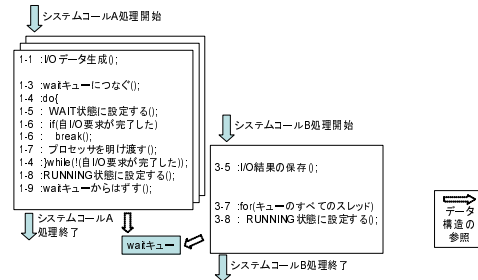 システムコールA処理開始
1-1 :I/Oデータ生成();
1-3 :waitキューにつなぐ();
1-4 :do{
1-5 : WAIT状態に設定する();
1-6 : if(自I/O要求が完了した)
1-6 : break();
1-7 : プロセッサを明け渡す();
1-4 :}while(!(自I/O要求が完了した));
1-8 :RUNNING状態に設定する();
1-9 :waitキューからはずす();
システムコールA
処理終了
waitキュー
システムコールB処理開始
3-5 :I/O結果の保存();
3-7 :for(キューのすべてのスレッド)
3-8 : RUNNING状態に設定する();
システムコールB処理終了
データ
構造の
参照